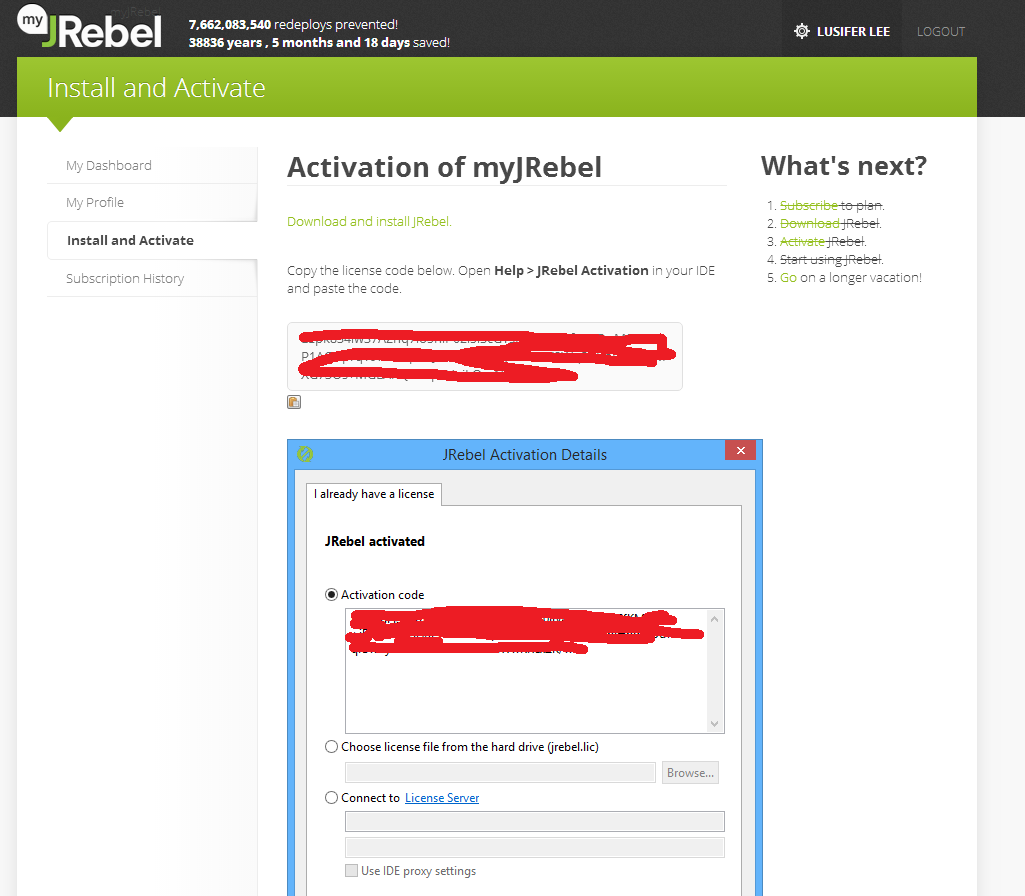 my JRebel
myJRebel
7,662,083,540 redeploys prevented!
38836 years , 5 months and 18 days saved!
LUSIFER LEE
LOGOUT
Install and Activate
My Dashboard
My Profile
Install and Activate
Subscription History
Activation of myJRebel
Download and install JRebel.
Copy the license code below. Open Help > JRebel Activation in your IDE
and paste the code.
What's next?
1. Subscribe to plan.
2. Download JRebel.
3. Activate JRebel.
4. Start using JRebel.
5. Go on a longer vacation!
JRebel Activation Details
I already have a license
JRebel activated
Activation code
Choose license file from the hard drive (jrebel.lic)
Browse...
Connect to License Server
Use IDE proxy settings